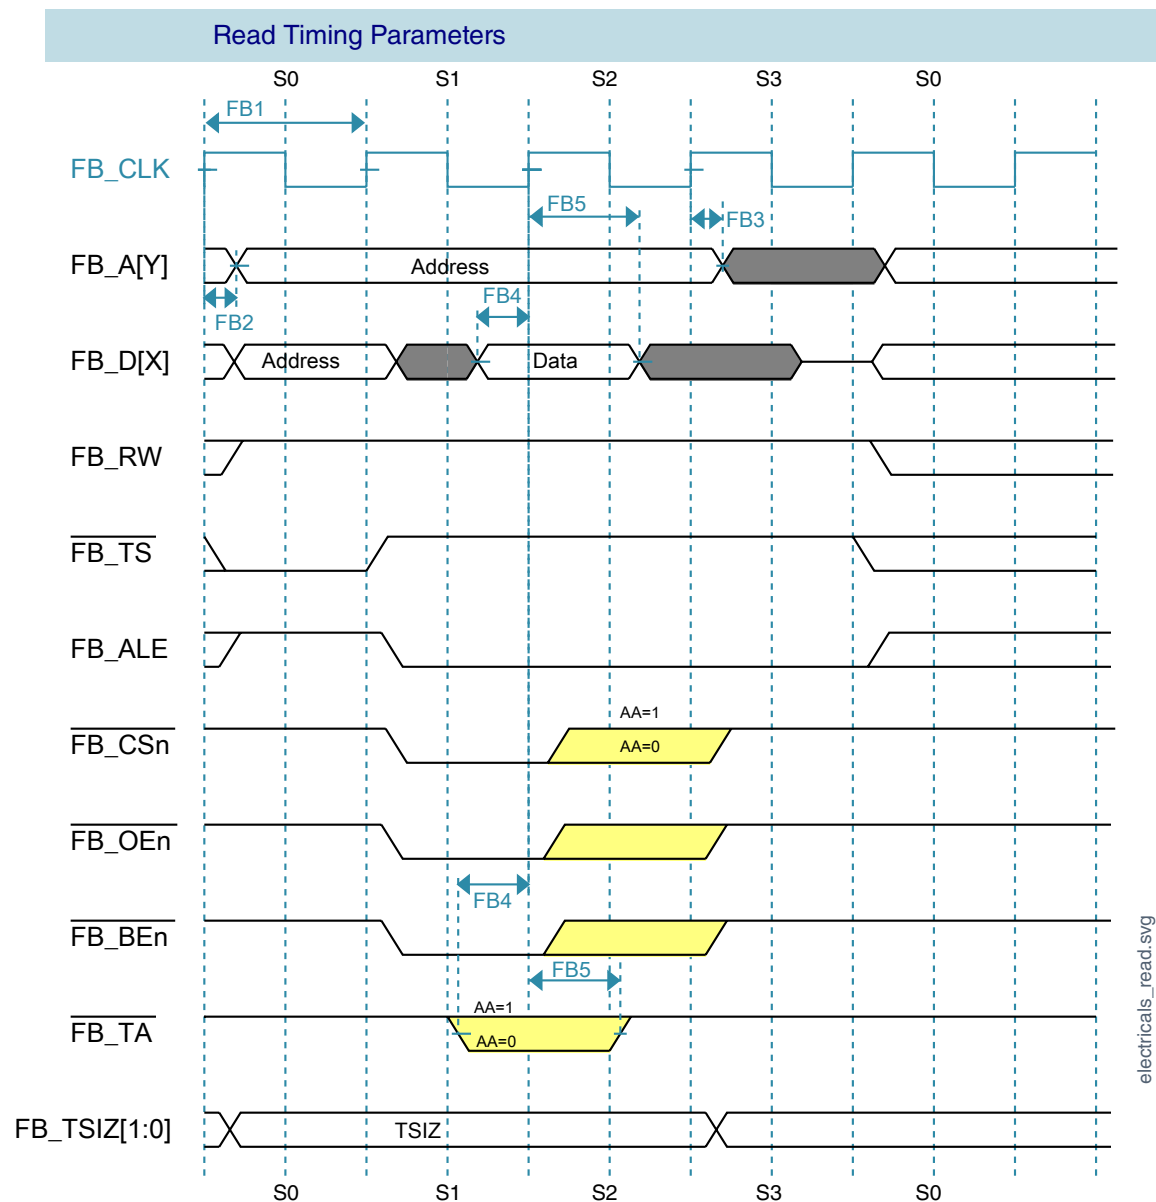 Read Timing Parameters
S0 S1 S2 S3 S0
FB1
FB_CLK
FB5
FB3
FB_A[Y]
Address
FB4
FB2
FB_D[X]
Address
Data
FB_RW
FB_TS
FB_ALE
AA=1
FB_CSn
AA=0
FB_OEn
FB4
FB_BEn
FB5
AA=1
FB_TA
AA=0
FB_TSIZ[1:0]
TSIZ
S0 S1 S2 S3 S0
electricals_read.svg